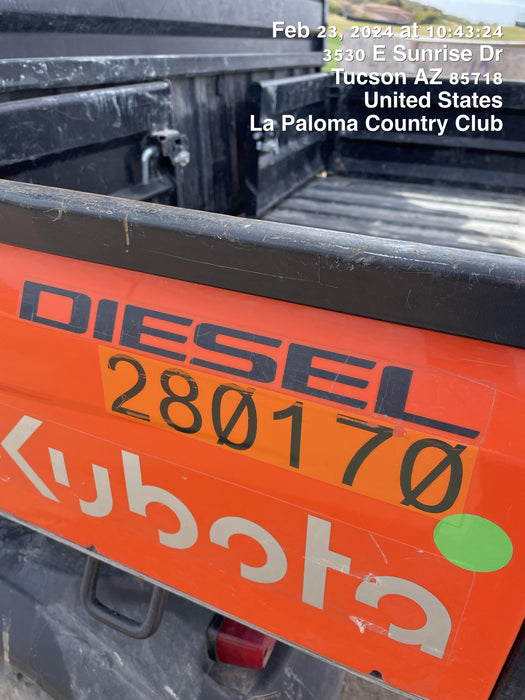 Feb 23, 2024 at 10:43:24
3530 E Sunrise Dr
Tucson AZ 85718
United States
La Paloma Country Club
DIESEL
280170
Kubota